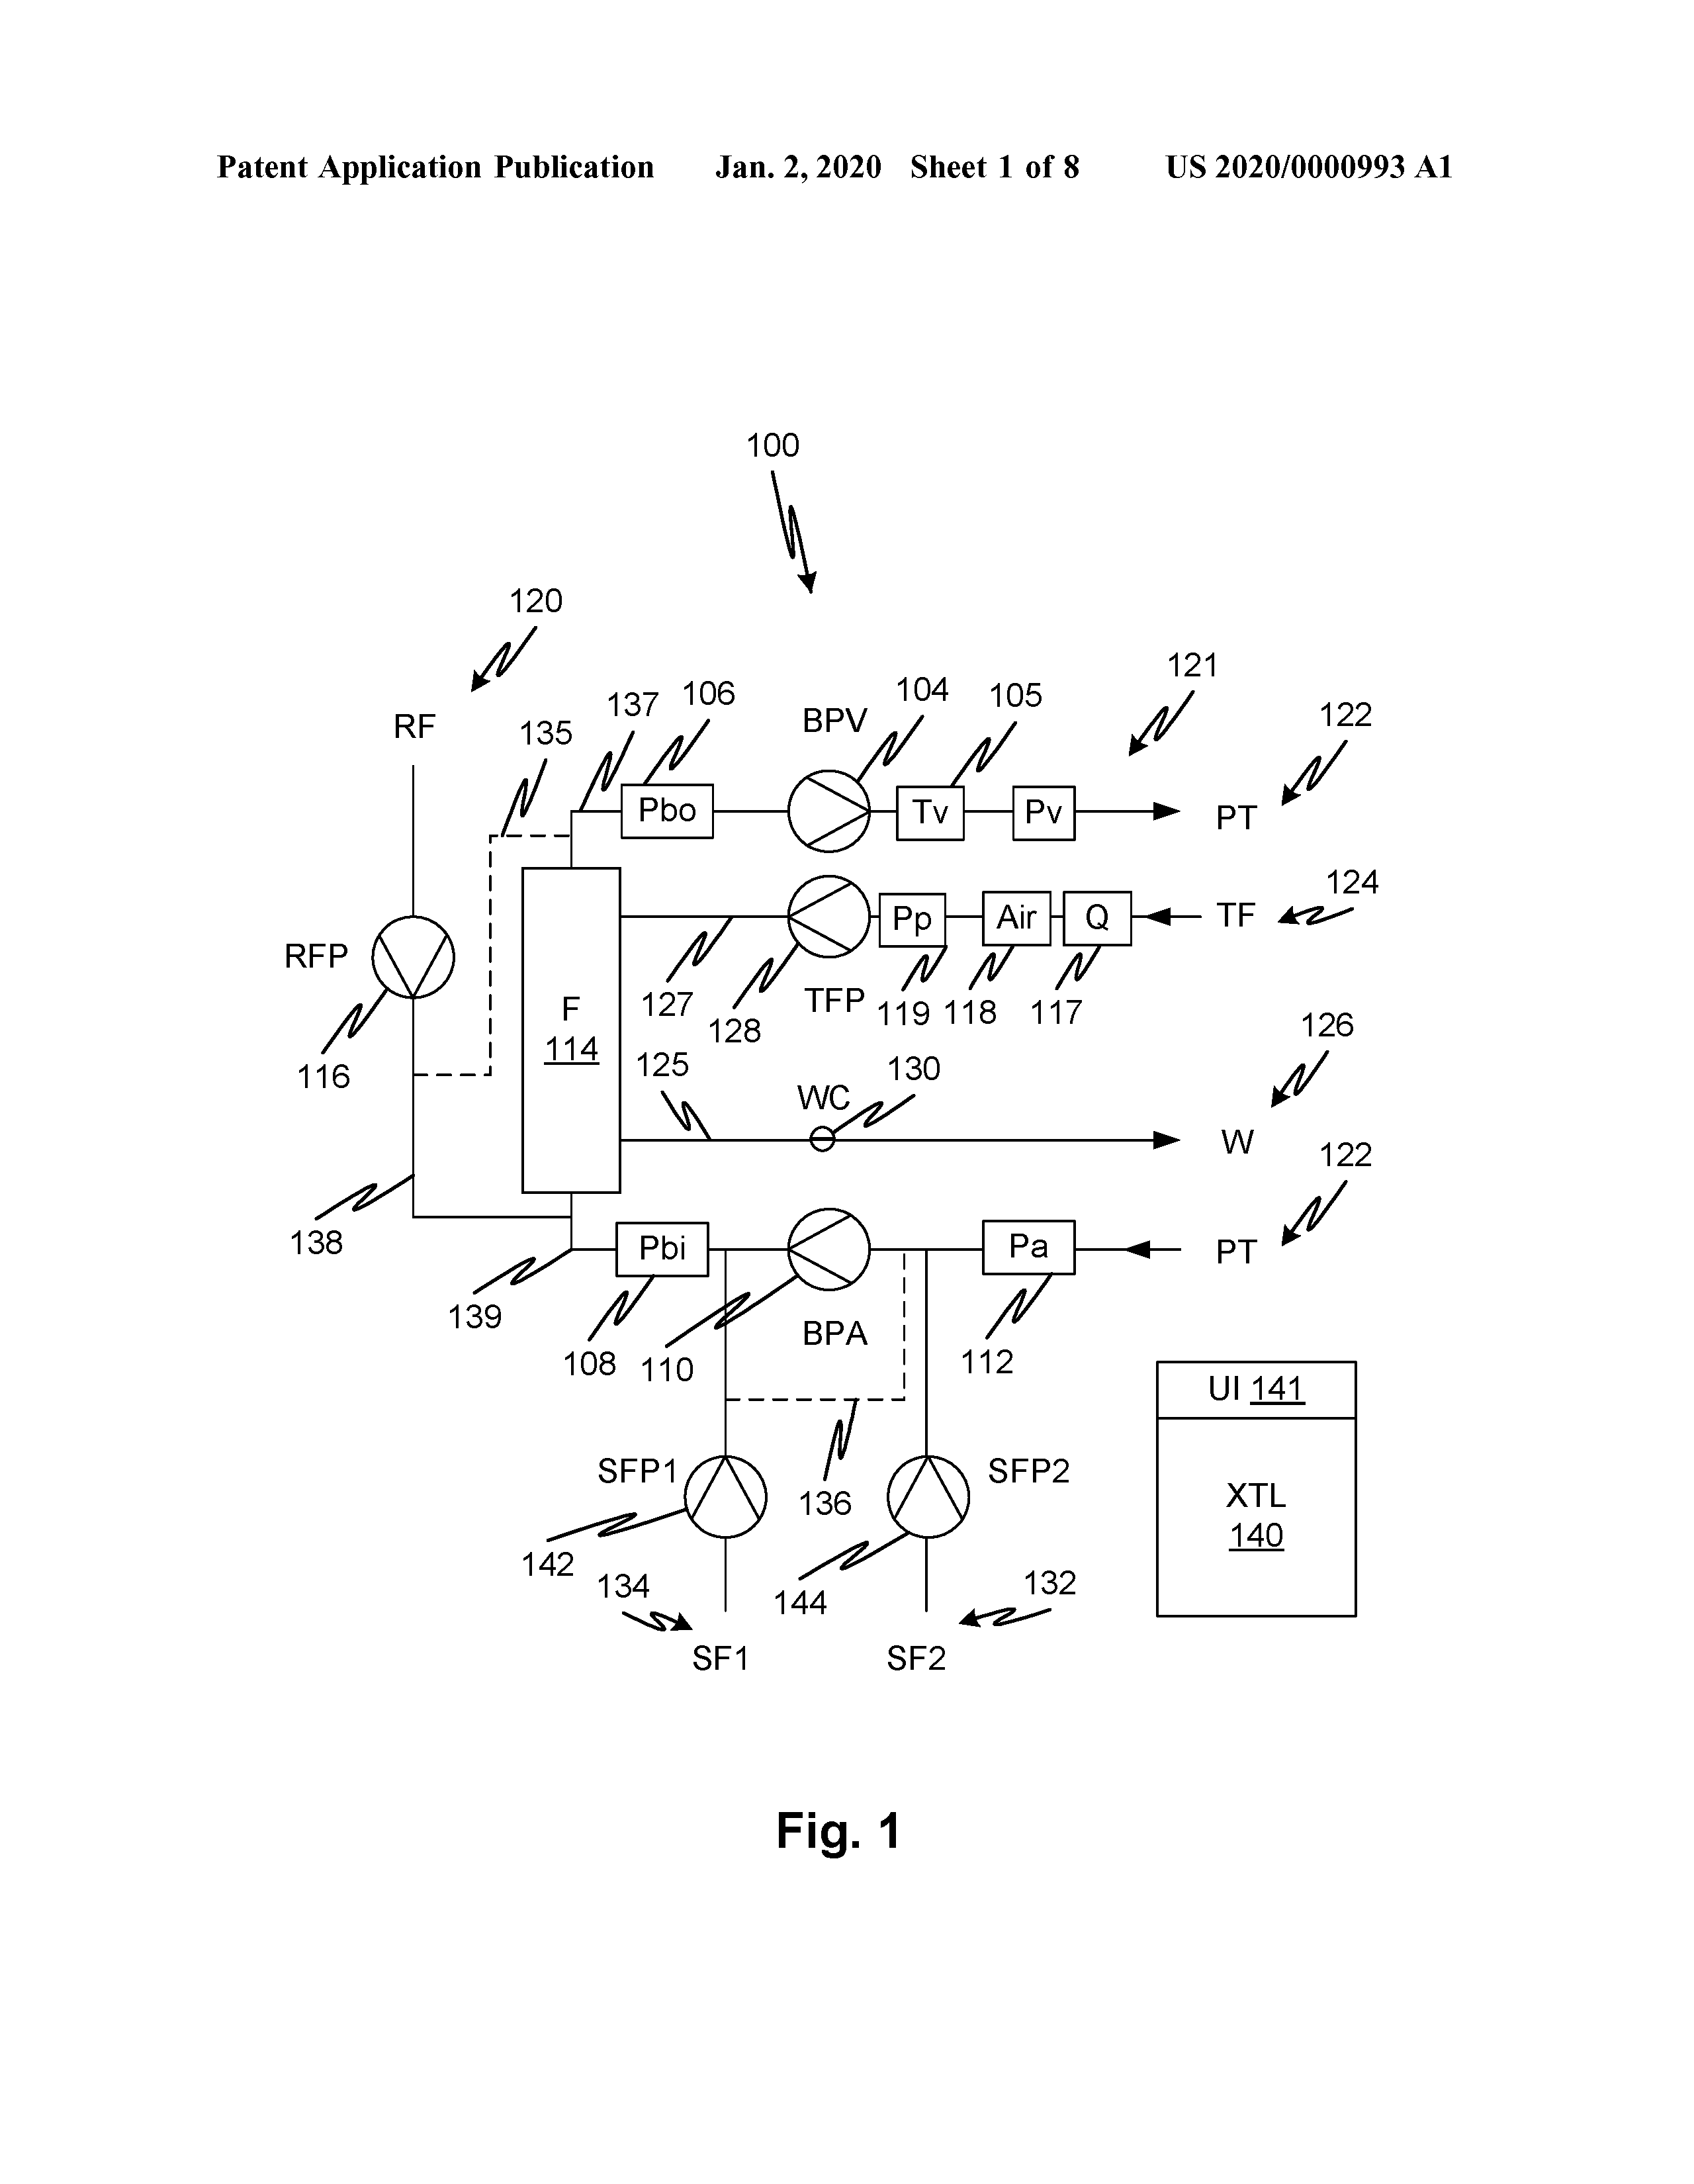 Patent Application Publication Jan. 2, 2020 Sheet 1 of 8 US 2020/0000993 A1
100
120
121
106
104
105
137
122
RF
135
BPV
Pbo
Tv
Pv
PT
124
Pp
Air
Q
TF
RFP
127
TFP
119
118
117
F
128
126
114
116
125
130
WC
W
122
138
Pbi
Pa
PT
139
BPA
108
110
112
UI 141
SFP1
SFP2
136
XTL
140
142
134
144
132
SF1
SF2
Fig. 1